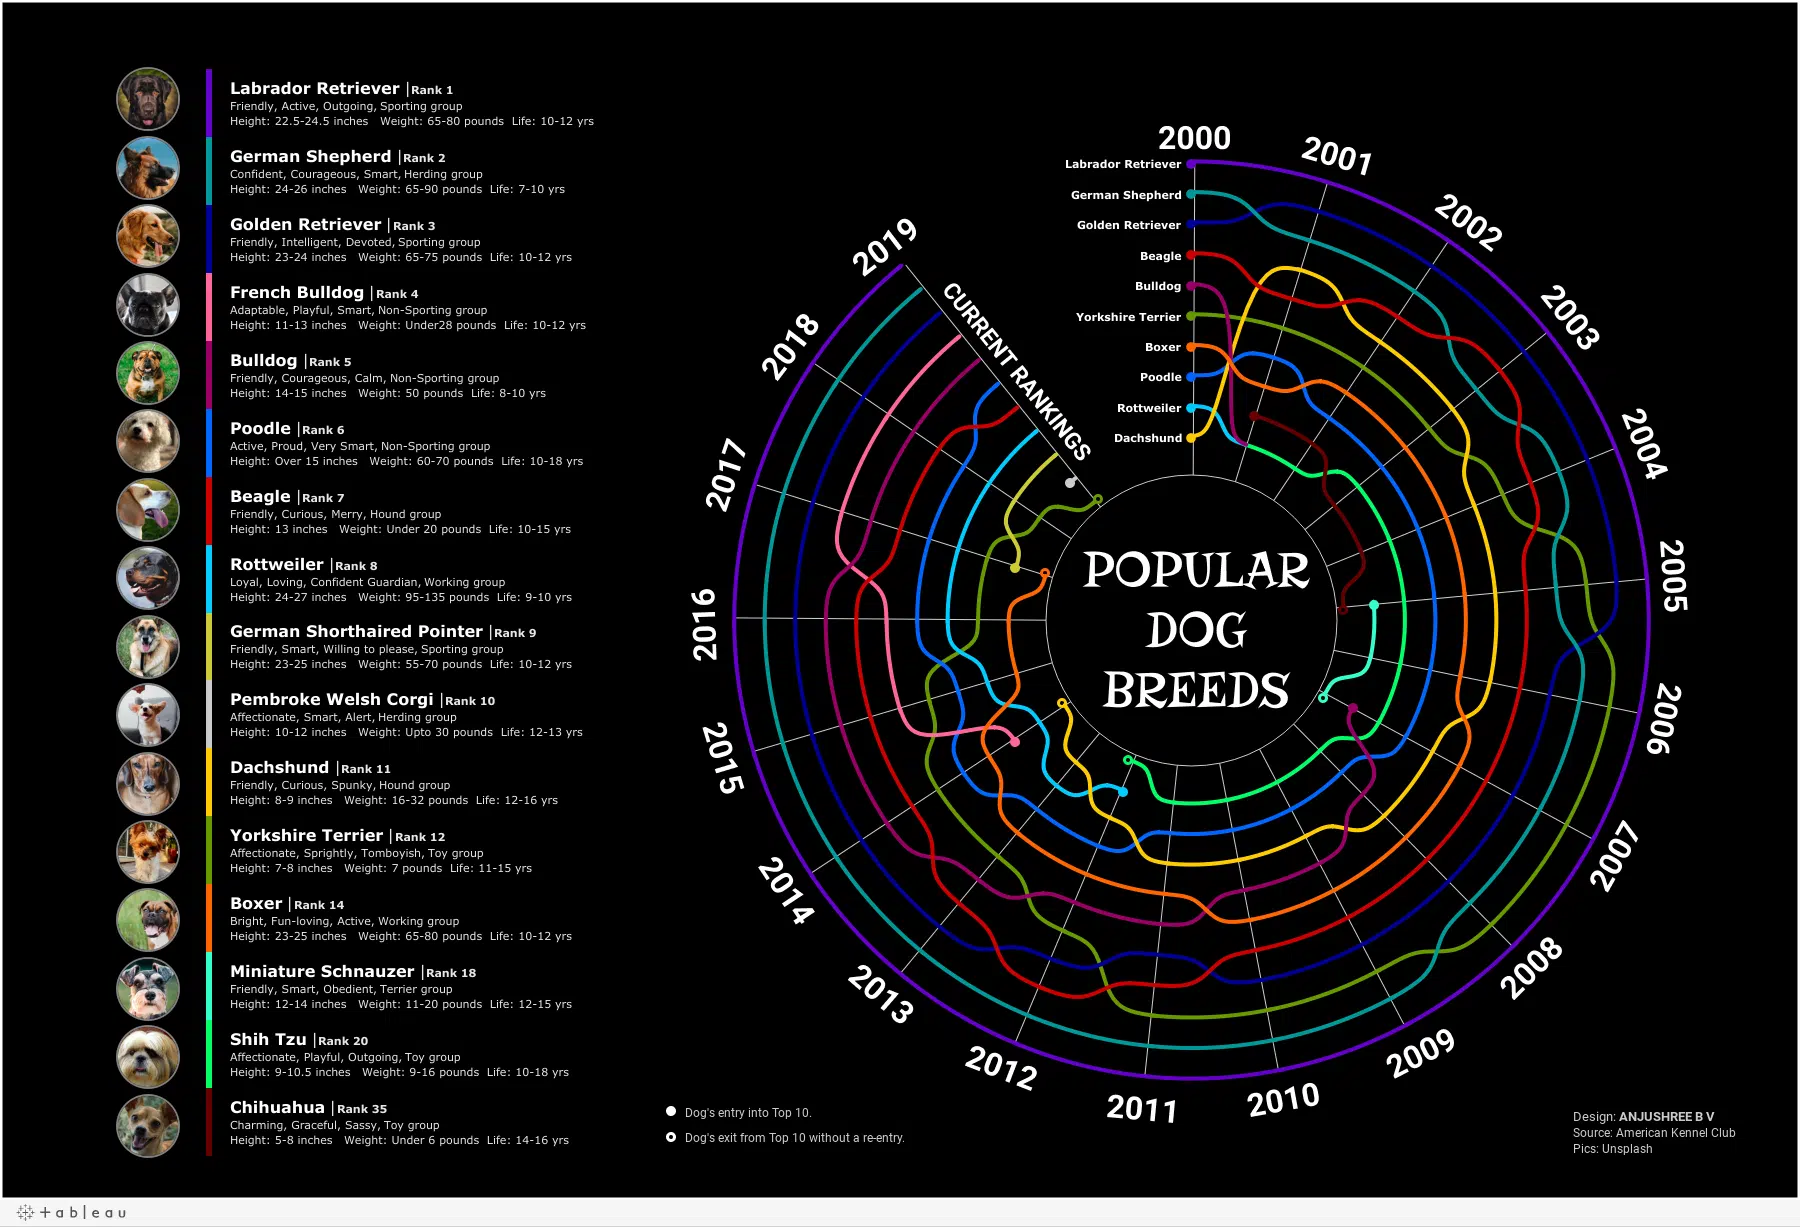 Labrador Retriever |Rank 1
Friendly, Active, Outgoing, Sporting group
Height: 22.5-24.5 inches Weight: 65-80 pounds Life: 10-12 yrs
German Shepherd |Rank 2
Confident, Courageous, Smart, Herding group
Height: 24-26 inches Weight: 65-90 pounds Life: 7-10 yrs
Golden Retriever |Rank 3
Friendly, Intelligent, Devoted, Sporting group
Height: 23-24 inches Weight: 65-75 pounds Life: 10-12 yrs
French Bulldog |Rank 4
Adaptable, Playful, Smart, Non-Sporting group
Height: 11-13 inches Weight: Under28 pounds Life: 10-12 yrs
Bulldog |Rank 5
Friendly, Courageous, Calm, Non-Sporting group
Height: 14-15 inches Weight: 50 pounds Life: 8-10 yrs
Poodle |Rank 6
Active, Proud, Very Smart, Non-Sporting group
Height: Over 15 inches Weight: 60-70 pounds Life: 10-18 yrs
Beagle |Rank 7
Friendly, Curious, Merry, Hound group
Height: 13 inches Weight: Under 20 pounds Life: 10-15 yrs
Rottweiler |Rank 8
Loyal, Loving, Confident Guardian, Working group
Height: 24-27 inches Weight: 95-135 pounds Life: 9-10 yrs
German Shorthaired Pointer |Rank 9
Friendly, Smart, Willing to please, Sporting group
Height: 23-25 inches Weight: 55-70 pounds Life: 10-12 yrs
Pembroke Welsh Corgi |Rank 10
Affectionate, Smart, Alert, Herding group
Height: 10-12 inches Weight: Upto 30 pounds Life: 12-13 yrs
Dachshund |Rank 11
Friendly, Curious, Spunky, Hound group
Height: 8-9 inches Weight: 16-32 pounds Life: 12-16 yrs
Yorkshire Terrier |Rank 12
Affectionate, Sprightly, Tomboyish, Toy group
Height: 7-8 inches Weight: 7 pounds Life: 11-15 yrs
Boxer |Rank 14
Bright, Fun-loving, Active, Working group
Height: 23-25 inches Weight: 65-80 pounds Life: 10-12 yrs
Miniature Schnauzer |Rank 18
Friendly, Smart, Obedient, Terrier group
Height: 12-14 inches Weight: 11-20 pounds Life: 12-15 yrs
Shih Tzu |Rank 20
Affectionate, Playful, Outgoing, Toy group
Height: 9-10.5 inches Weight: 9-16 pounds Life: 10-18 yrs
Chihuahua |Rank 35
Charming, Graceful, Sassy, Toy group
Height: 5-8 inches Weight: Under 6 pounds Life: 14-16 yrs
2000
2001
2002
2003
2004
2005
2006
2007
2008
2009
2010
2011
2012
2013
2014
2015
2016
2017
2018
2019
CURRENT RANKINGS
Labrador Retriever
German Shepherd
Golden Retriever
Beagle
Bulldog
Yorkshire Terrier
Boxer
Poodle
Rottweiler
Dachshund
POPULAR
DOG
BREEDS
Dog's entry into Top 10.
Dog's exit from Top 10 without a re-entry.
Design: ANJUSHREE B V
Source: American Kennel Club
Pics: Unsplash
+ableau